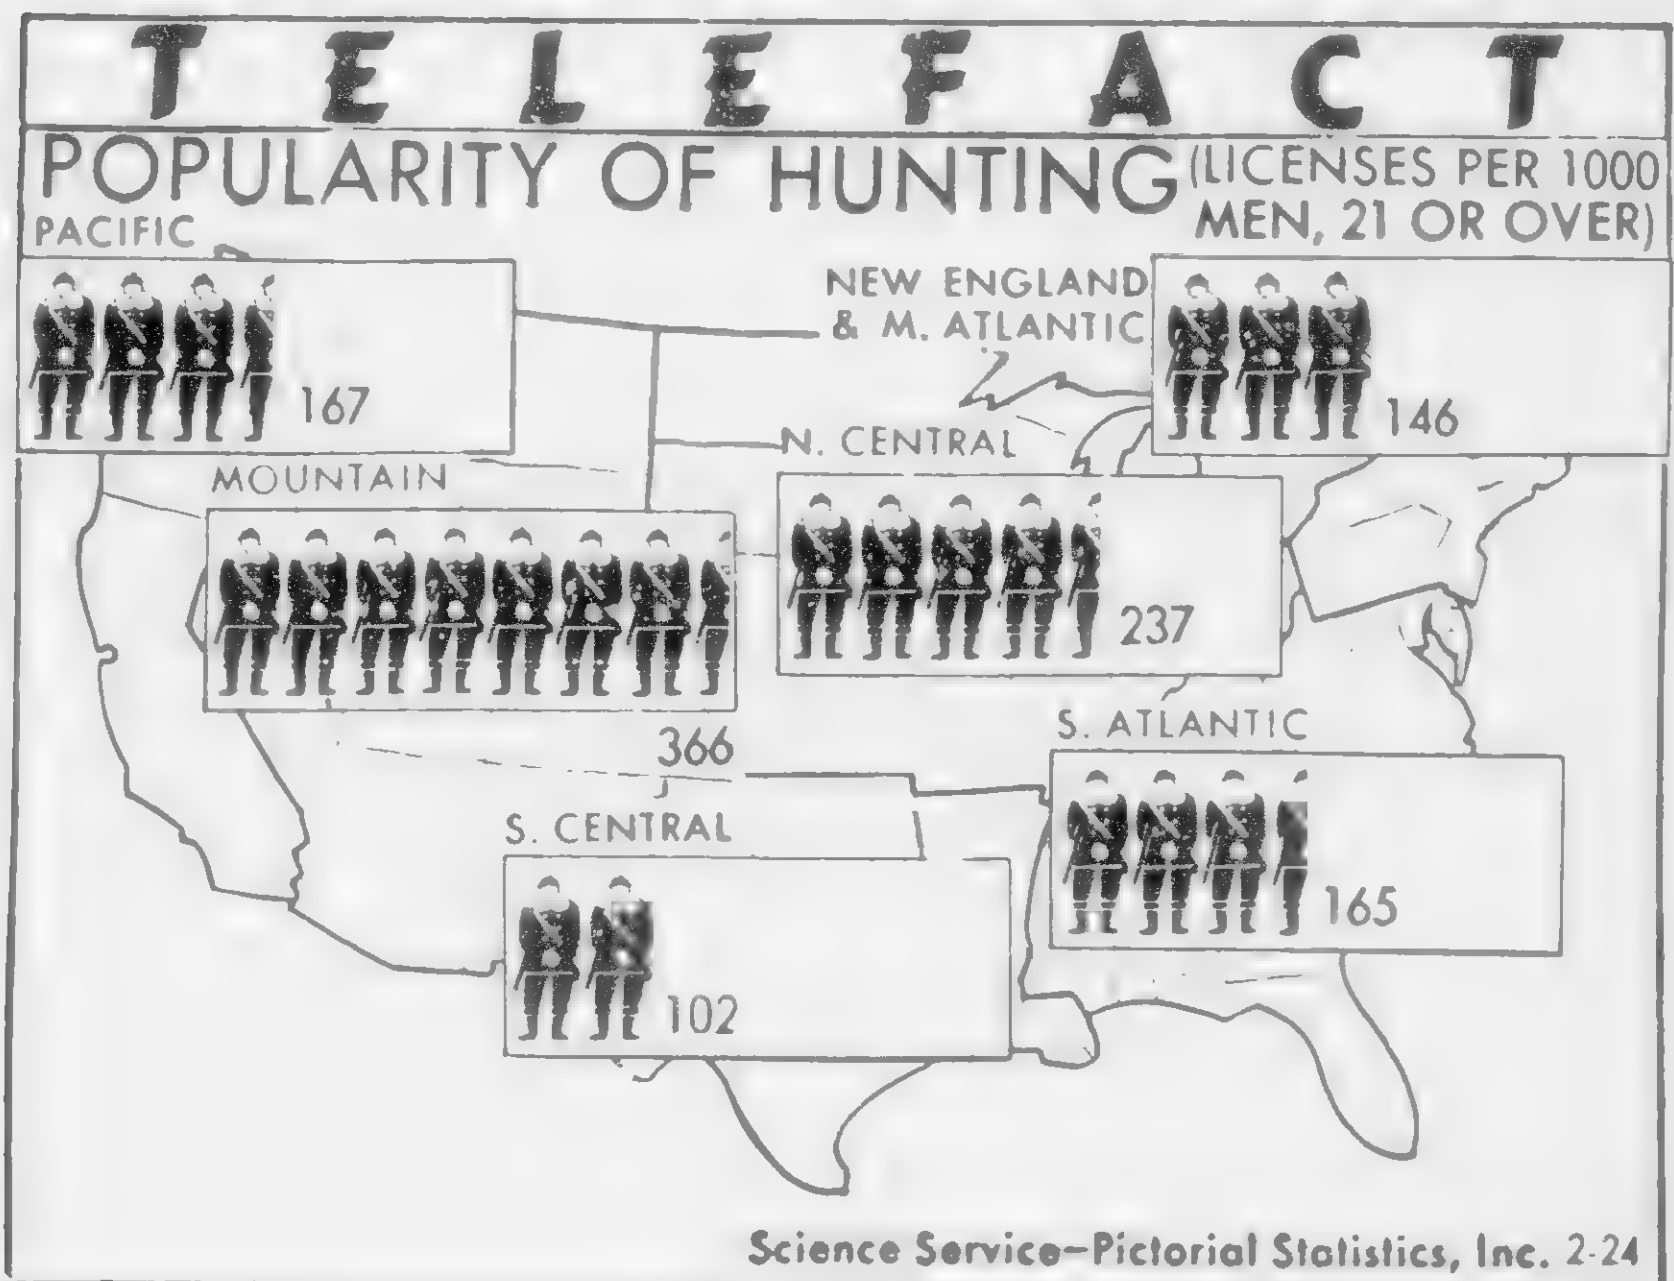 TELEFACT
POPULARITY OF HUNTING (LICENSES PER 1000
MEN, 21 OR OVER)
PACIFIC
167
NEW ENGLAND
& M. ATLANTIC
146
MOUNTAIN
366
N. CENTRAL
237
S. CENTRAL
102
S. ATLANTIC
165
Science Service–Pictorial Statistics, Inc. 2-24